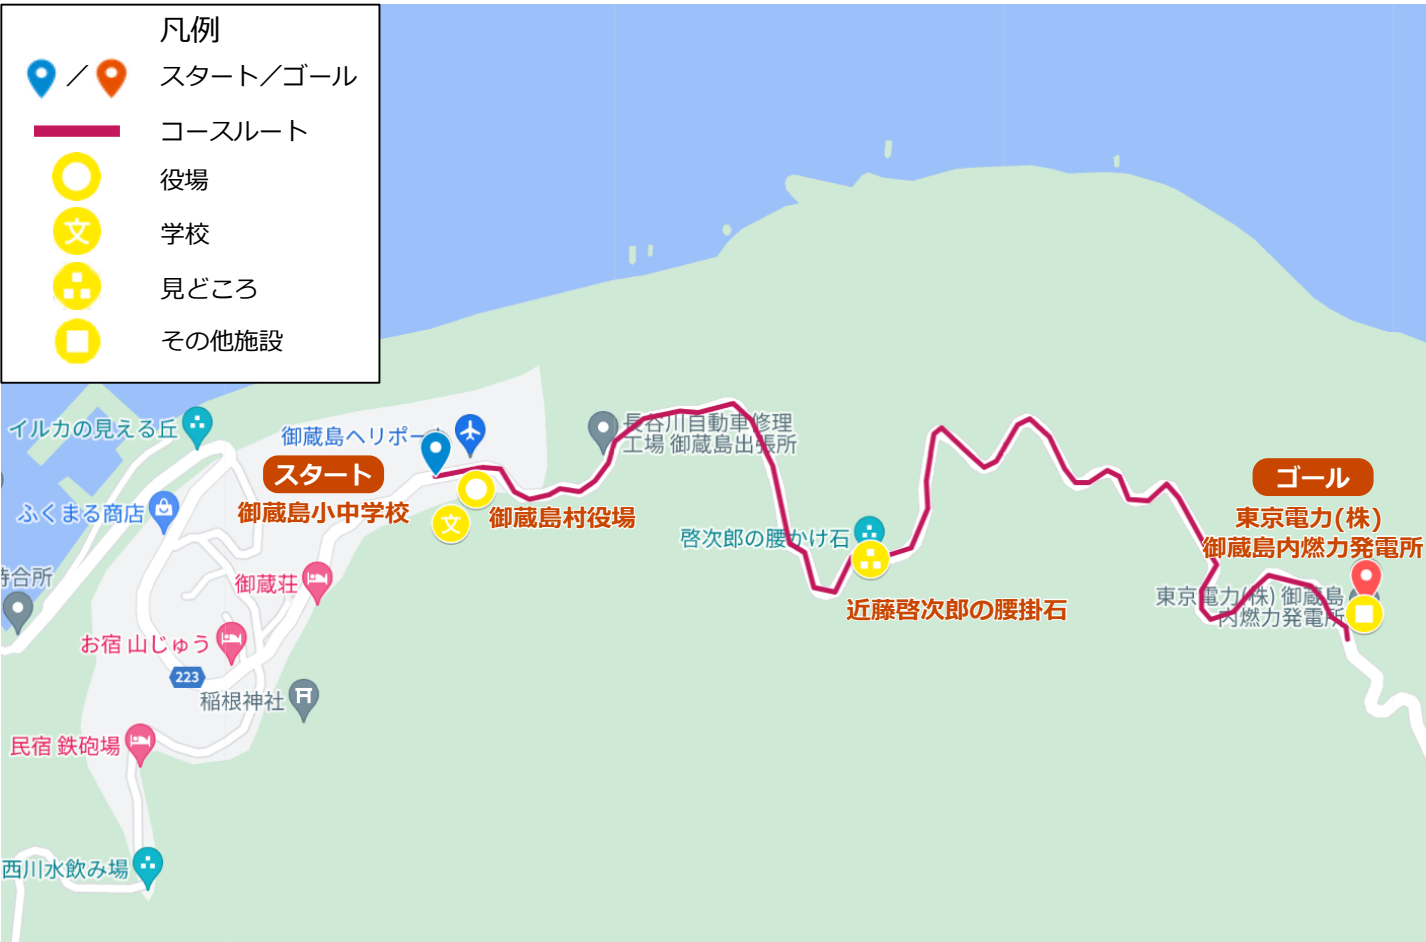 凡例
／ スタート／ゴール
コースルート
役場
文 学校
見どころ
その他施設
イルカの見える丘
御蔵島ヘリポー
長谷川自動車修理
工場 御蔵島出張所
スタート
御蔵島小中学校
ふくまる商店
文
御蔵島村役場
ゴール
東京電力(株)
御蔵島内燃力発電所
啓次郎の腰かけ石
近藤啓次郎の腰掛石
東京電力(株) 御蔵島
内燃力発電所
待合所
御蔵荘
お宿 山じゅう
223
稲根神社
民宿 鉄砲場
西川水飲み場